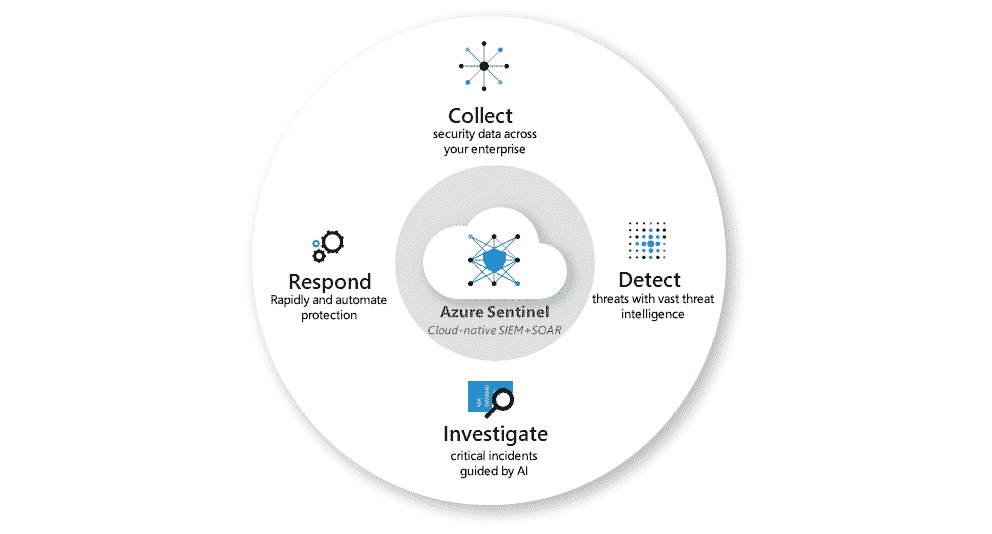 Collect
security data across
your enterprise
Respond
Rapidly and automate
protection
Azure Sentinel
Cloud-native SIEM+SOAR
Detect
threats with vast threat
intelligence
Investigate
critical incidents
guided by AI